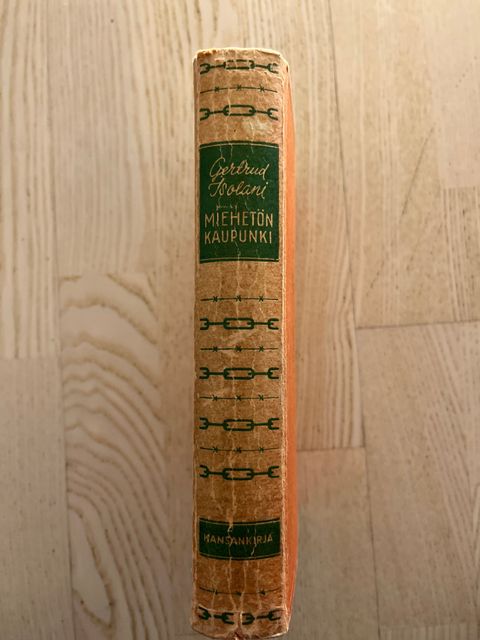 Gertrud
Isolani
MIEHETÖN
KAUPUNKI
KANSANKIRJA